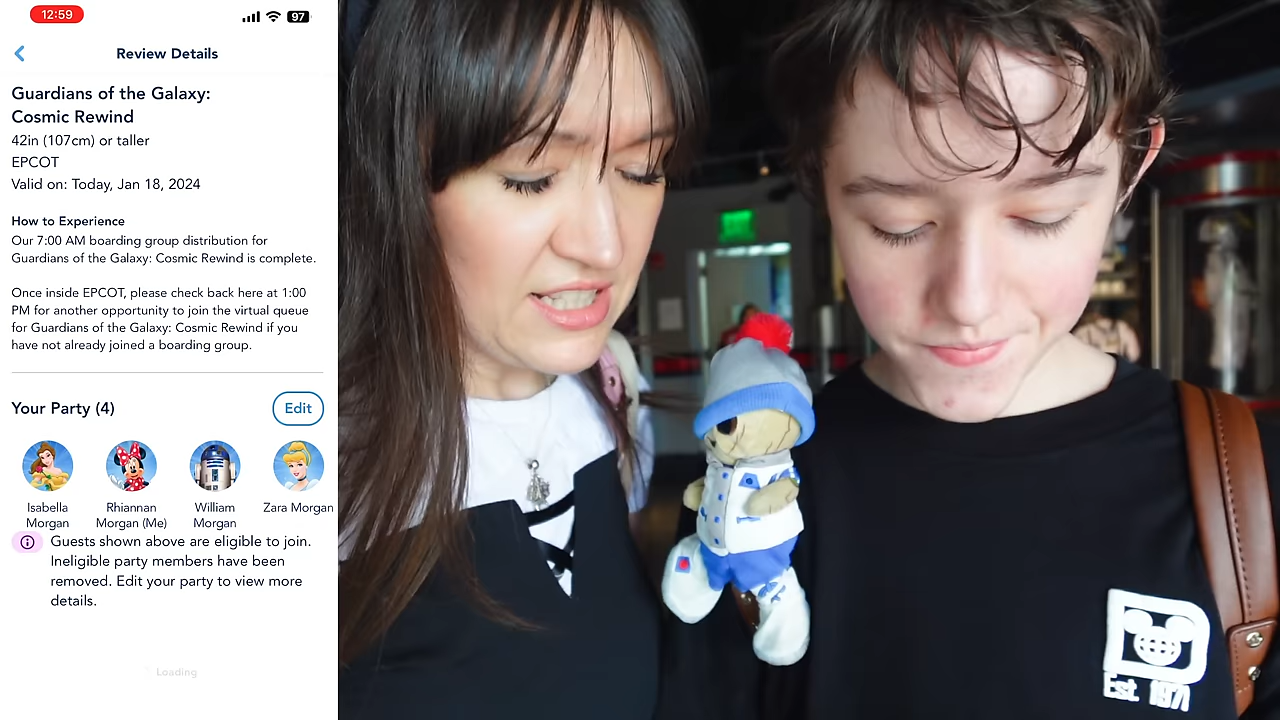 12:59
97
Review Details
Guardians of the Galaxy:
Cosmic Rewind
42in (107cm) or taller
EPCOT
Valid on: Today, Jan 18, 2024
How to Experience
Our 7:00 AM boarding group distribution for
Guardians of the Galaxy: Cosmic Rewind is complete.
Once inside EPCOT, please check back here at 1:00
PM for another opportunity to join the virtual queue
for Guardians of the Galaxy: Cosmic Rewind if you
have not already joined a boarding group.
Your Party (4)
Edit
Isabella
Morgan
Rhiannan
Morgan (Me)
William
Morgan
Zara Morgan
Guests shown above are eligible to join.
Ineligible party members have been
removed. Edit your party to view more
details.
Loading
Est. 1971